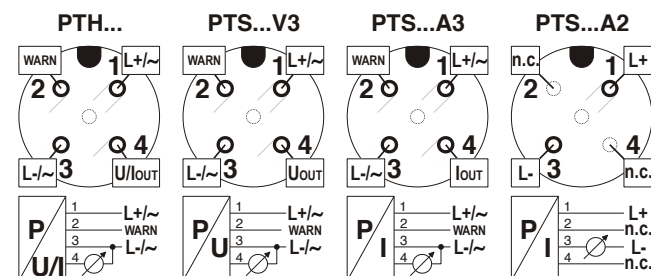 PTH... PTS...V3 PTS...A3 PTS...A2
WARN 1 L+/~ WARN 1 L+/~ WARN 1 L+/~ n.c. 1 L+
2 2 2 2
4 4 4 4
L-/~ 3 U/IOUT L-/~ 3 UOUT L-/~ 3 IOUT L- 3 n.c.
1 L+/~ 1 L+/~ 1 L+/~ 1 L+
P 2 WARN P 2 WARN P 2 WARN P 2 n.c.
U/I 3 L-/~ U 3 L-/~ I 3 L-/~ I 3 L-
4 4 4 4 n.c.